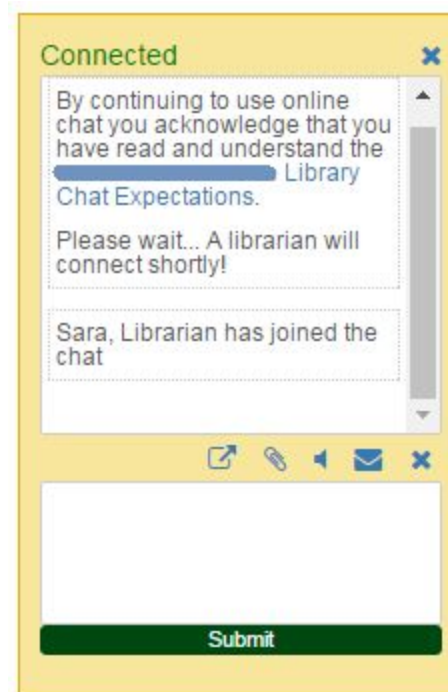 Connected
By continuing to use online
chat you acknowledge that you
have read and understand the
Library
Chat Expectations.
Please wait... A librarian will
connect shortly!
Sara, Librarian has joined the
chat
Submit